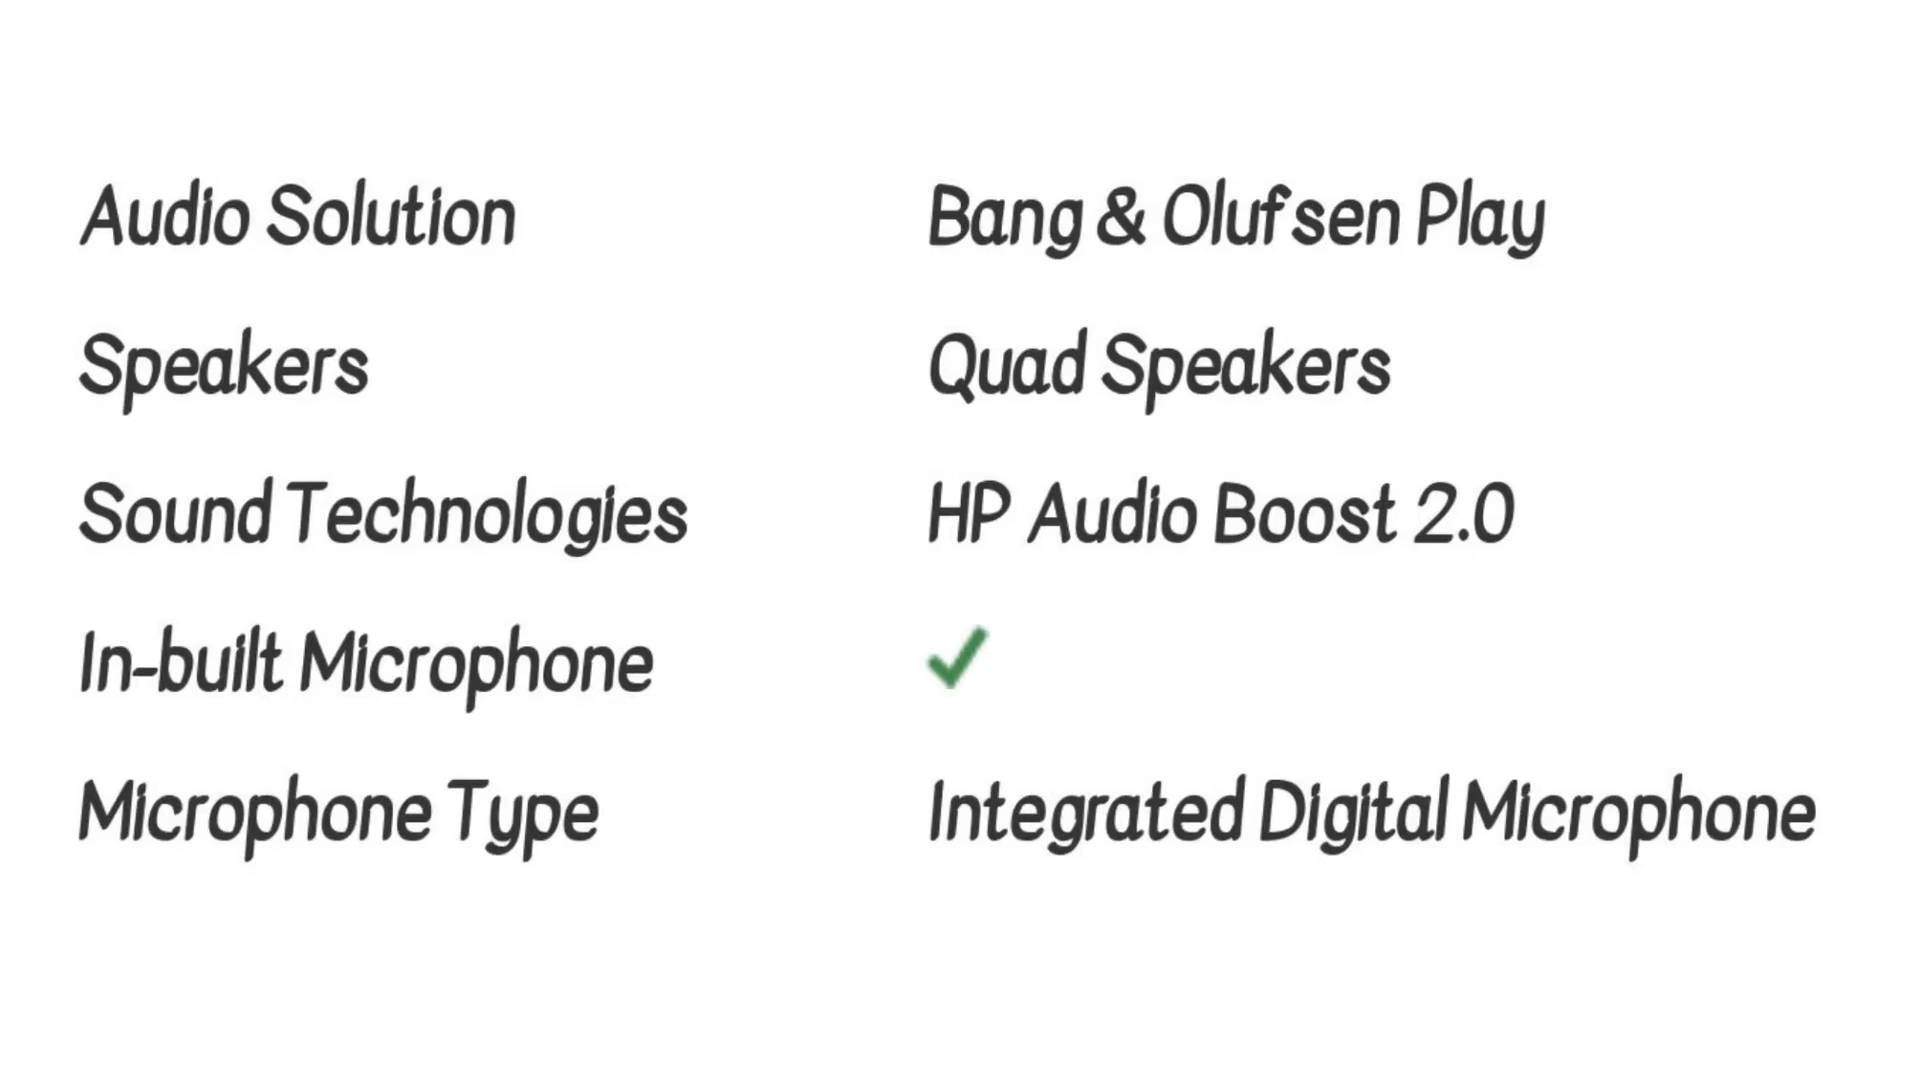 Audio Solution Bang & Olufsen Play
Speakers Quad Speakers
Sound Technologies HP Audio Boost 2.0
In-built Microphone ✓
Microphone Type Integrated Digital Microphone